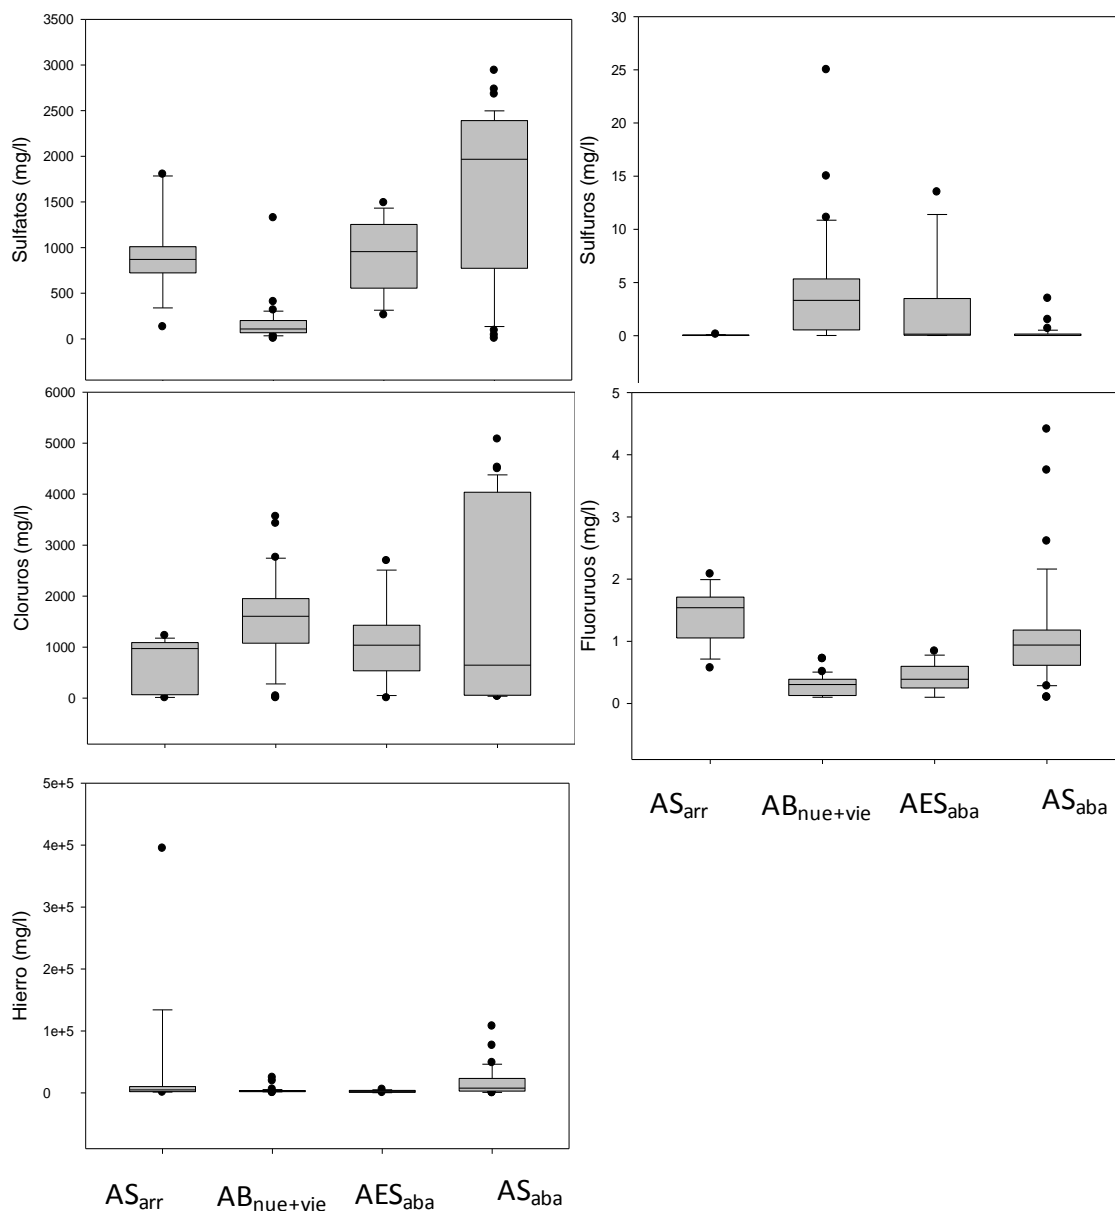 3500
3000
2500
2000
1500
1000
500
0
Sulfatos (mg/l)
30
25
20
15
10
5
0
Sulfuros (mg/l)
6000
5000
4000
3000
2000
1000
0
Cloruros (mg/l)
5
4
3
2
1
0
Fluoruruos (mg/l)
ASarr
ABnue+vie
AESaba
ASaba
5e+5
4e+5
3e+5
2e+5
1e+5
0
Hierro (mg/l)
ASarr
ABnue+vie
AESaba
ASaba